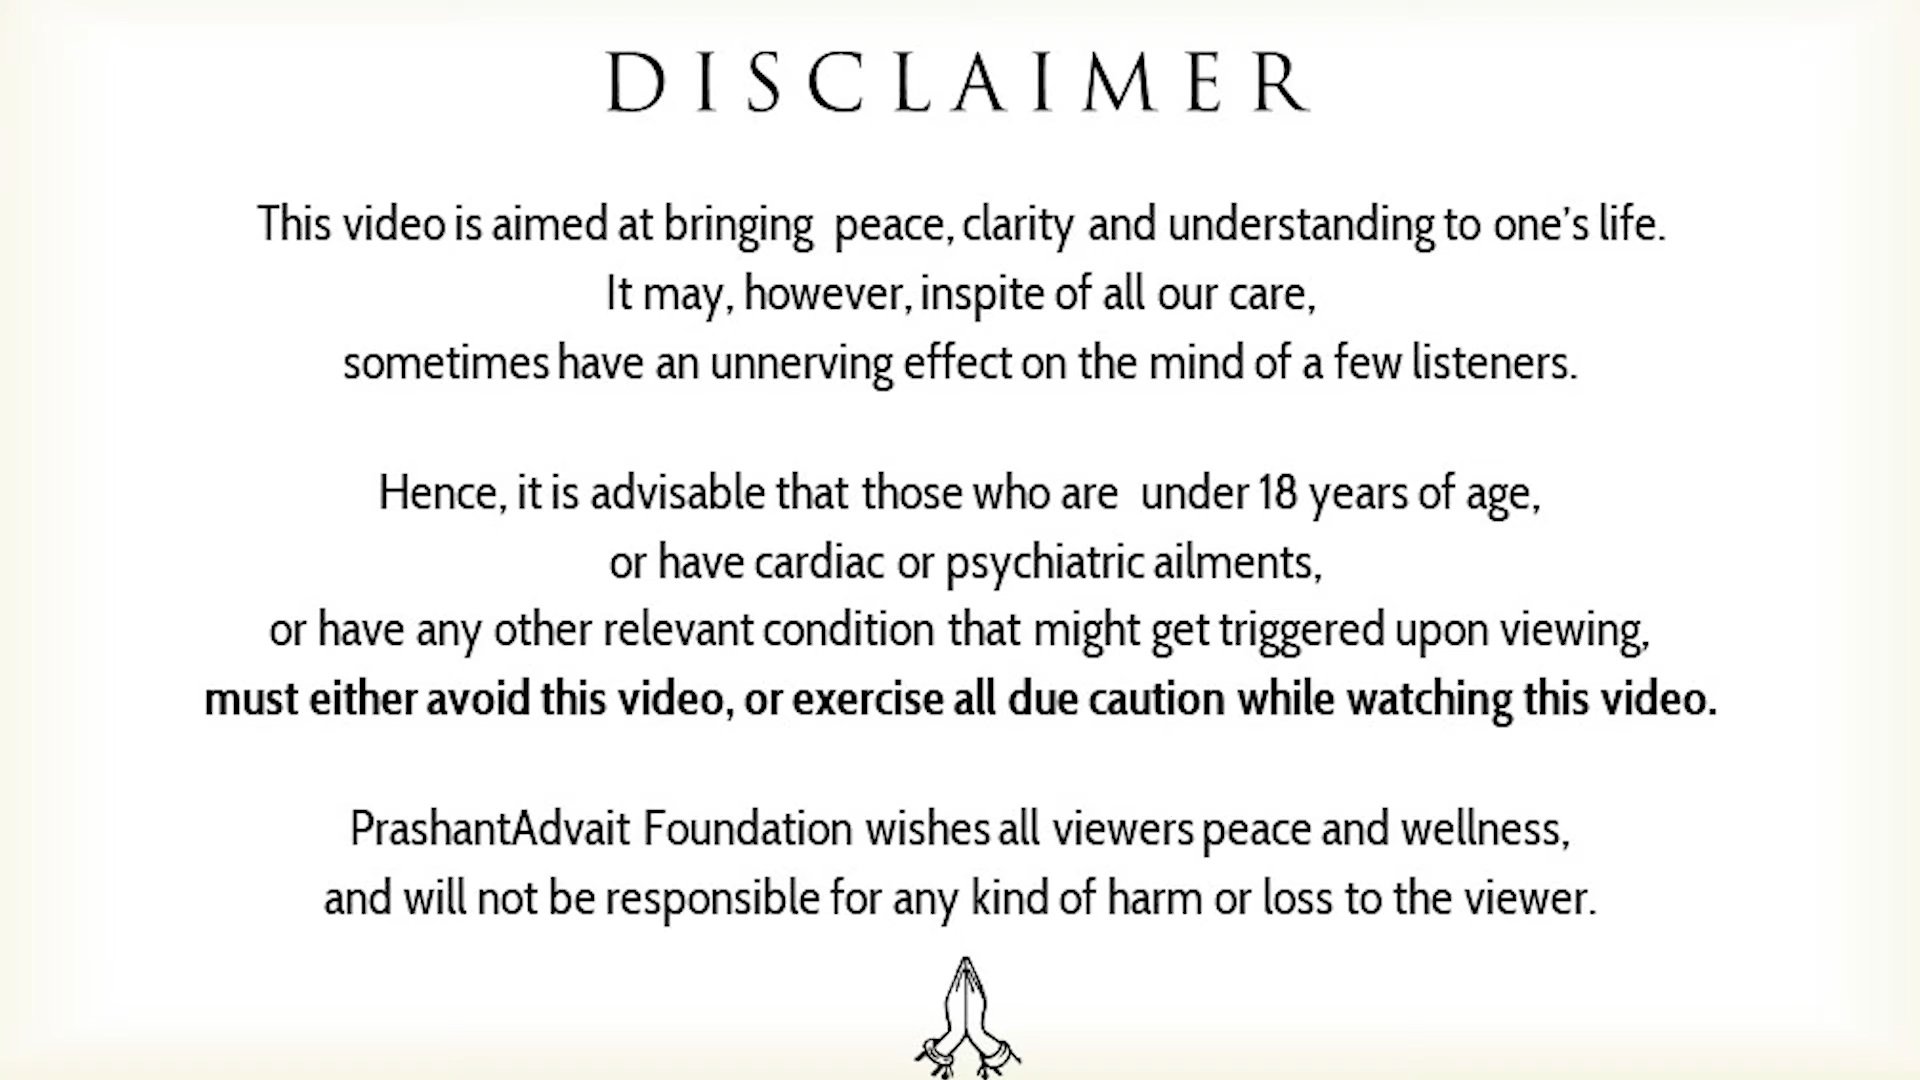 DISCLAIMER
This video is aimed at bringing peace, clarity and understanding to one's life.
It may, however, inspite of all our care,
sometimes have an unnerving effect on the mind of a few listeners.
Hence, it is advisable that those who are under 18 years of age,
or have cardiac or psychiatric ailments,
or have any other relevant condition that might get triggered upon viewing,
must either avoid this video, or exercise all due caution while watching this video.
PrashantAdvait Foundation wishes all viewers peace and wellness,
and will not be responsible for any kind of harm or loss to the viewer.